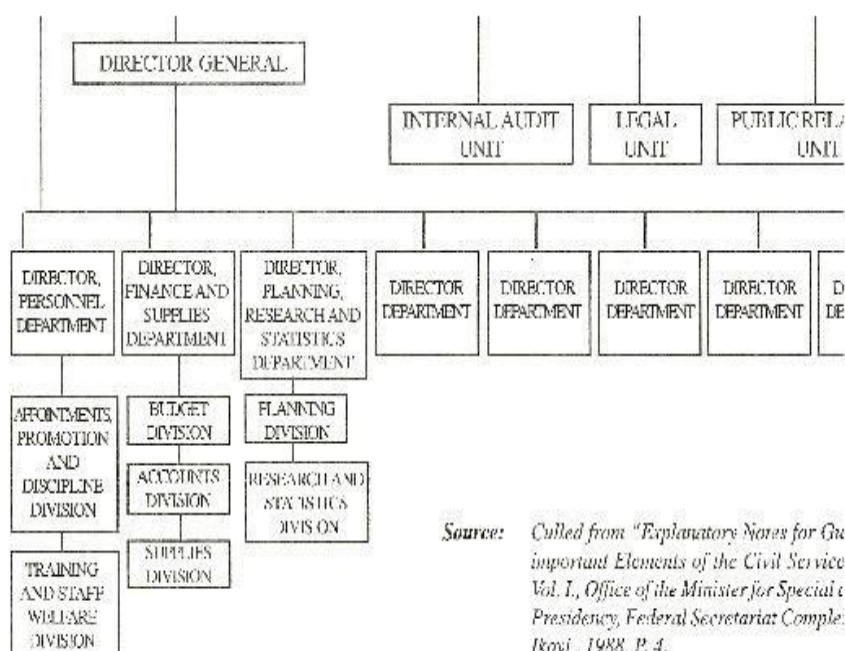 DIRECTOR GENERAL
INTERNAL AUDIT
UNIT
LEGAL
UNIT
PUBLIC
UNIT
DIRECTOR,
PERSONNEL
DEPARTMENT
DIRECTOR,
FINANCE AND
SUPPLIES
DEPARTMENT
DIRECTOR,
PLANNING,
RESEARCH AND
STATISTICS
DEPARTMENT
DIRECTOR
DEPARTMENT
DIRECTOR
DEPARTMENT
DIRECTOR
DEPARTMENT
DIRECTOR
DEPARTMENT
D
DE
APPOINTMENTS,
PROMOTION
AND
DISCIPLINE
DIVISION
TRAINING
AND STAFF
WELFARE
DIVISION
BUDGET
DIVISION
ACCOUNTS
DIVISION
SUPPLIES
DIVISION
PLANNING
DIVISION
RESEARCH AND
STATISTICS
DIVISION
Source: Culled from "Explanatory Notes for Gu
important Elements of the Civil Service
Vol. I., Office of the Minister for Special
Presidency, Federal Secretariat
1988, P. 4.